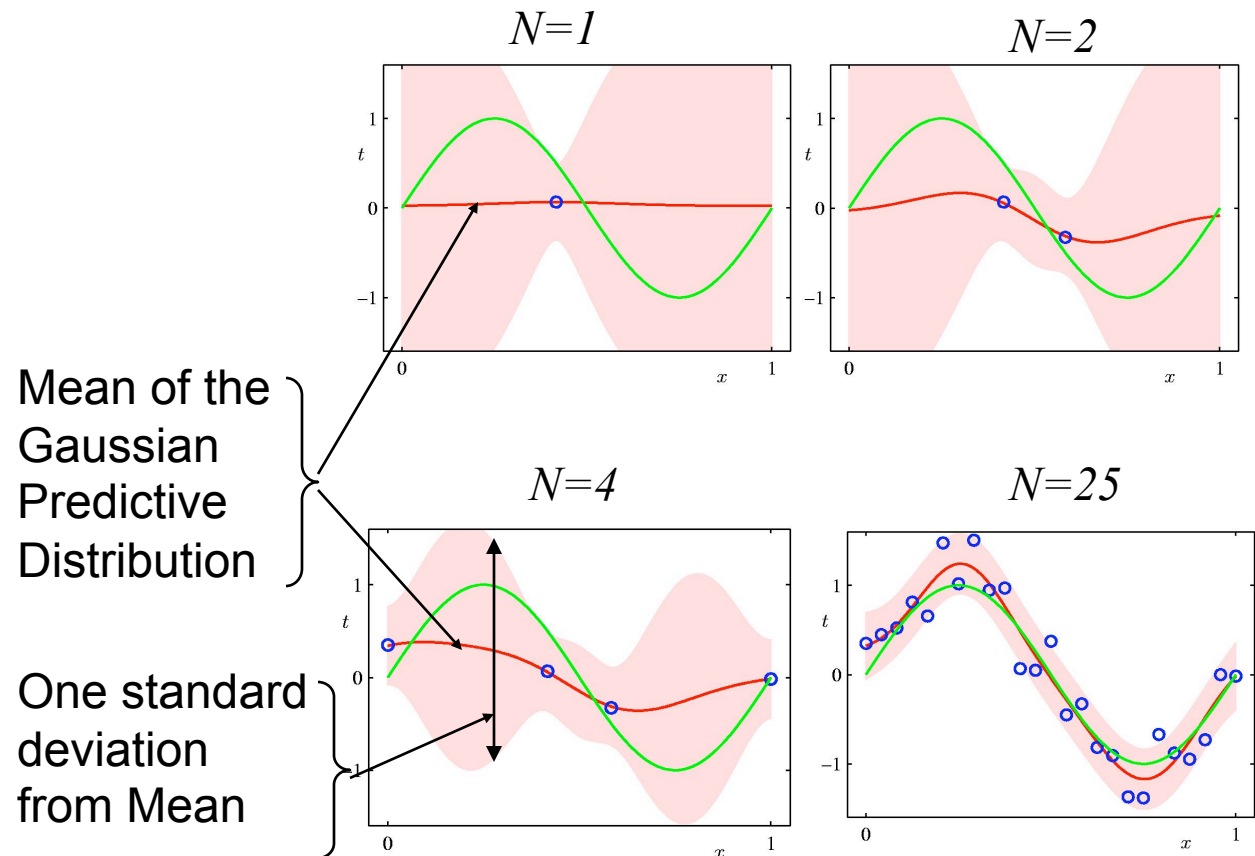 N=1
N=2
1
t
0
−1
0
x
1
1
t
0
−1
0
x
1
Mean of the
Gaussian
Predictive
Distribution
N=4
N=25
1
t
0
1
0
x
1
1
t
0
−1
0
x
1
One standard
deviation
from Mean